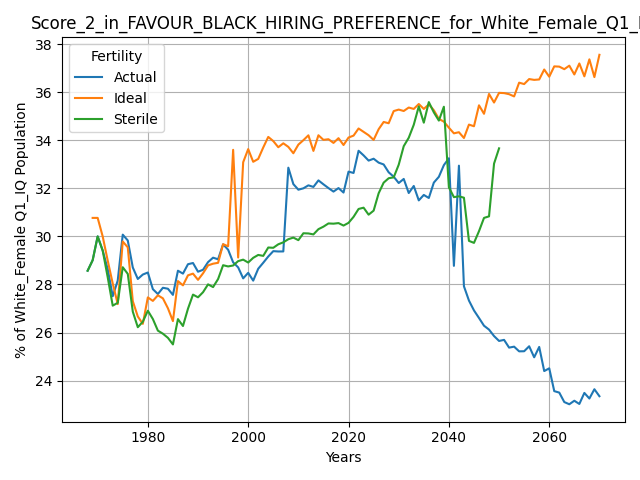 Score_2_in_FAVOUR_BLACK_HIRING_PREFERENCE_for_White_Female_Q1_
Fertility
Actual
Ideal
Sterile
% of White_Female Q1_IQ Population
38
36
34
32
30
28
26
24
1980
2000
2020
2040
2060
Years